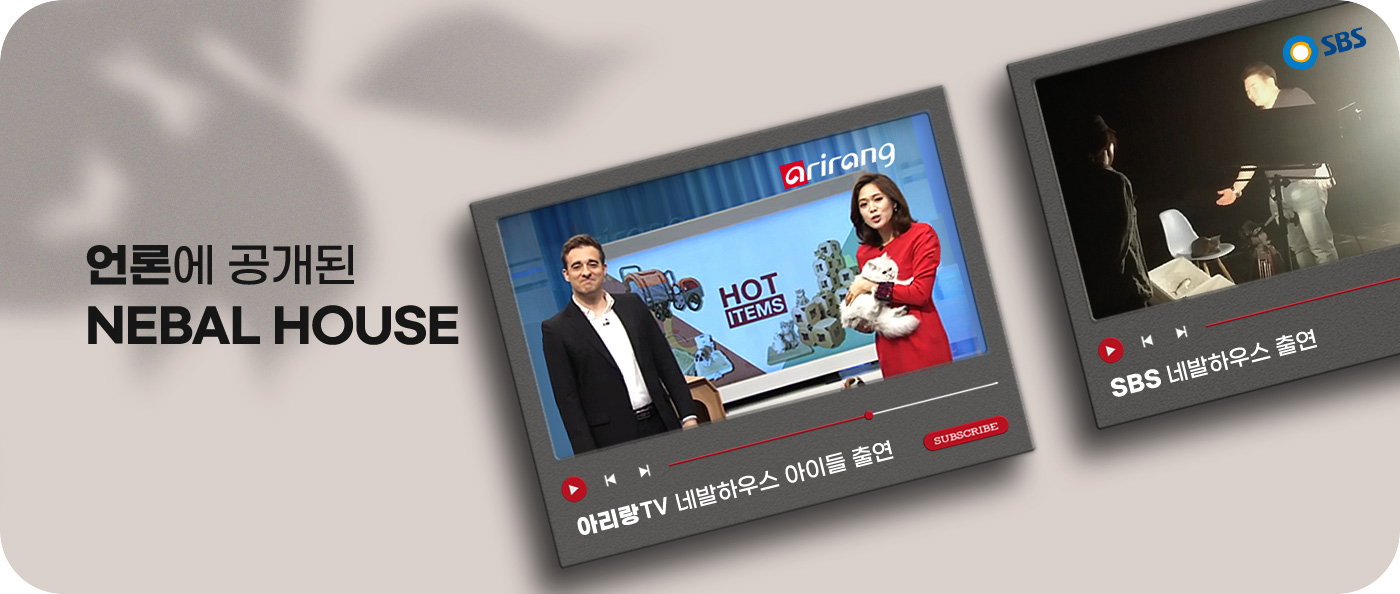 언론에 공개된
NEBAL HOUSE
arirang
HOT
ITEMS
SUBSCRIBE
아리랑TV 네발하우스 아이들 출연
SBS
SBS 네발하우스 출연